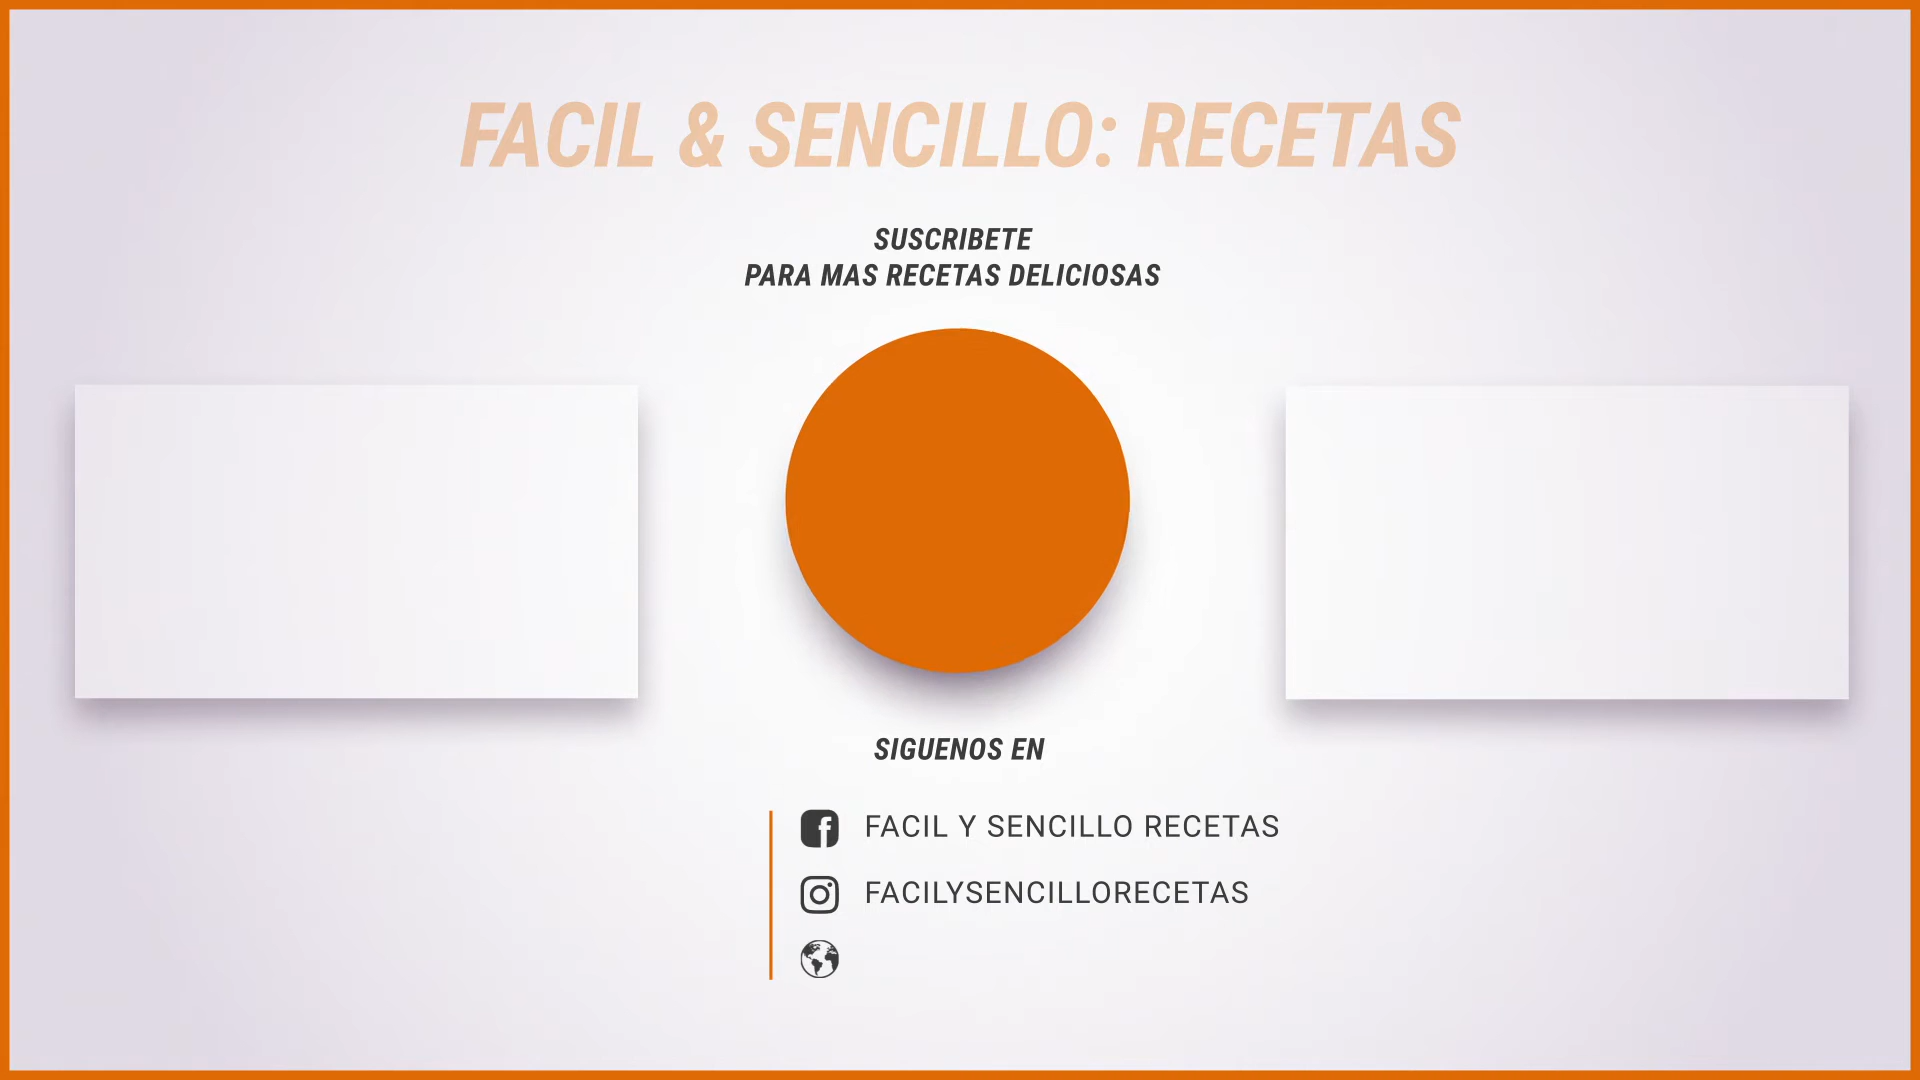 FACIL & SENCILLO: RECETAS
SUSCRIBETE
PARA MAS RECETAS DELICIOSAS
SIGUENOS EN
FACIL Y SENCILLO RECETAS
FACILYSENCILLORECETAS